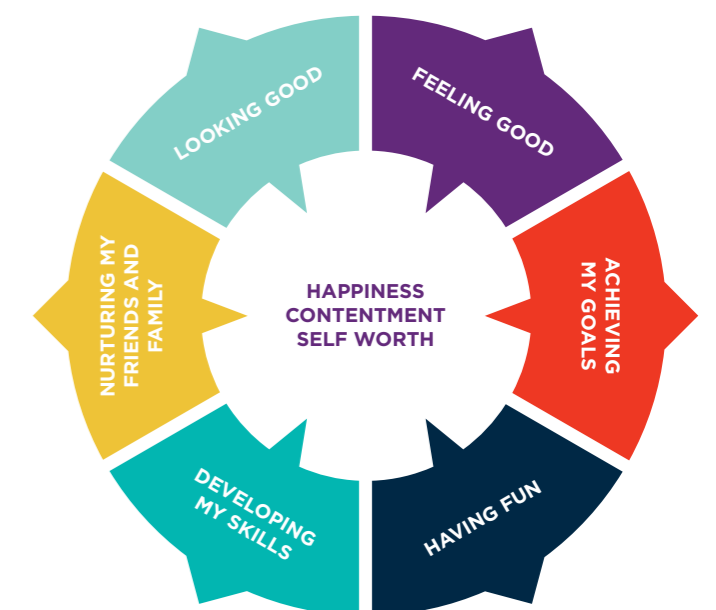 LOOKING GOOD
FEELING GOOD
NURTURING MY
FRIENDS AND
FAMILY
HAPPINESS
CONTENTMENT
SELF WORTH
ACHIEVING
MY GOALS
DEVELOPING
MY SKILLS
HAVING FUN